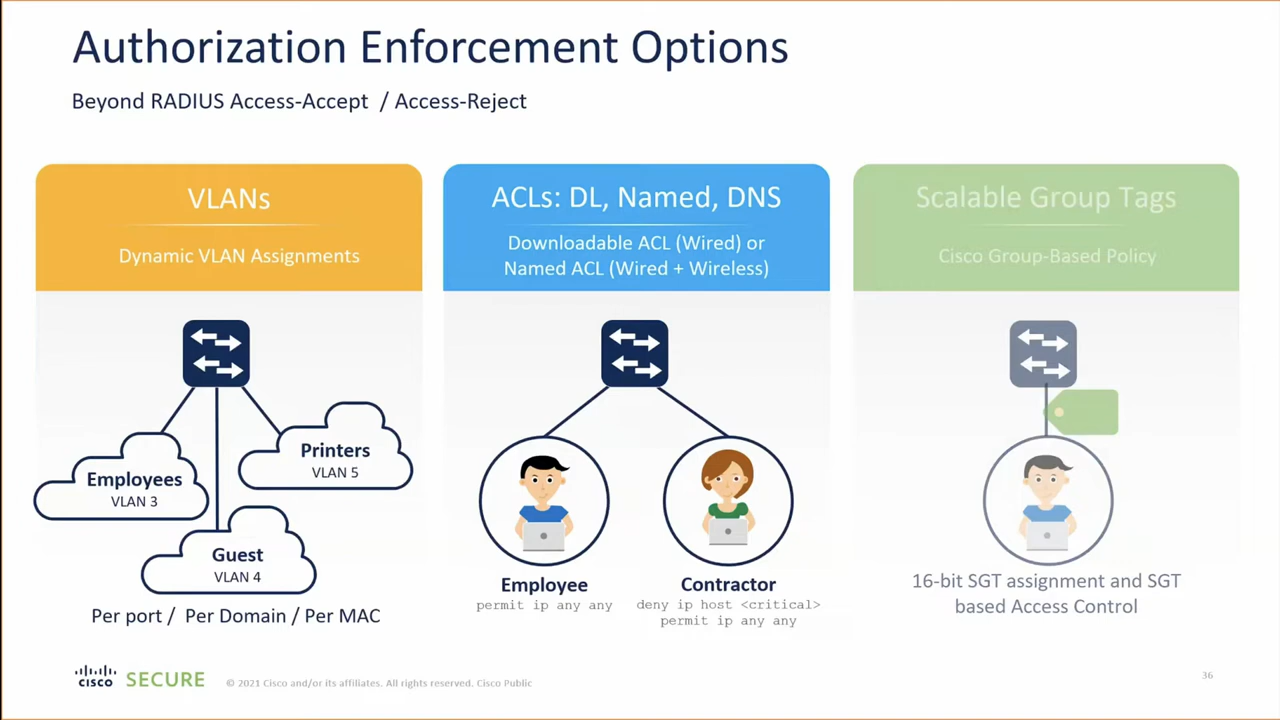 Authorization Enforcement Options
Beyond RADIUS Access-Accept / Access-Reject
VLANs
Dynamic VLAN Assignments
Employees
VLAN 3
Printers
VLAN 5
Guest
VLAN 4
Per port / Per Domain / Per MAC
ACLs: DL, Named, DNS
Downloadable ACL (Wired) or
Named ACL (Wired + Wireless)
Employee
permit ip any any
Contractor
deny ip host <critical>
permit ip any any
Scalable Group Tags
Cisco Group-Based Policy
16-bit SGT assignment and SGT
based Access Control
CISCO SECURE
© 2021 Cisco and/or its affiliates. All rights reserved. Cisco Public
36